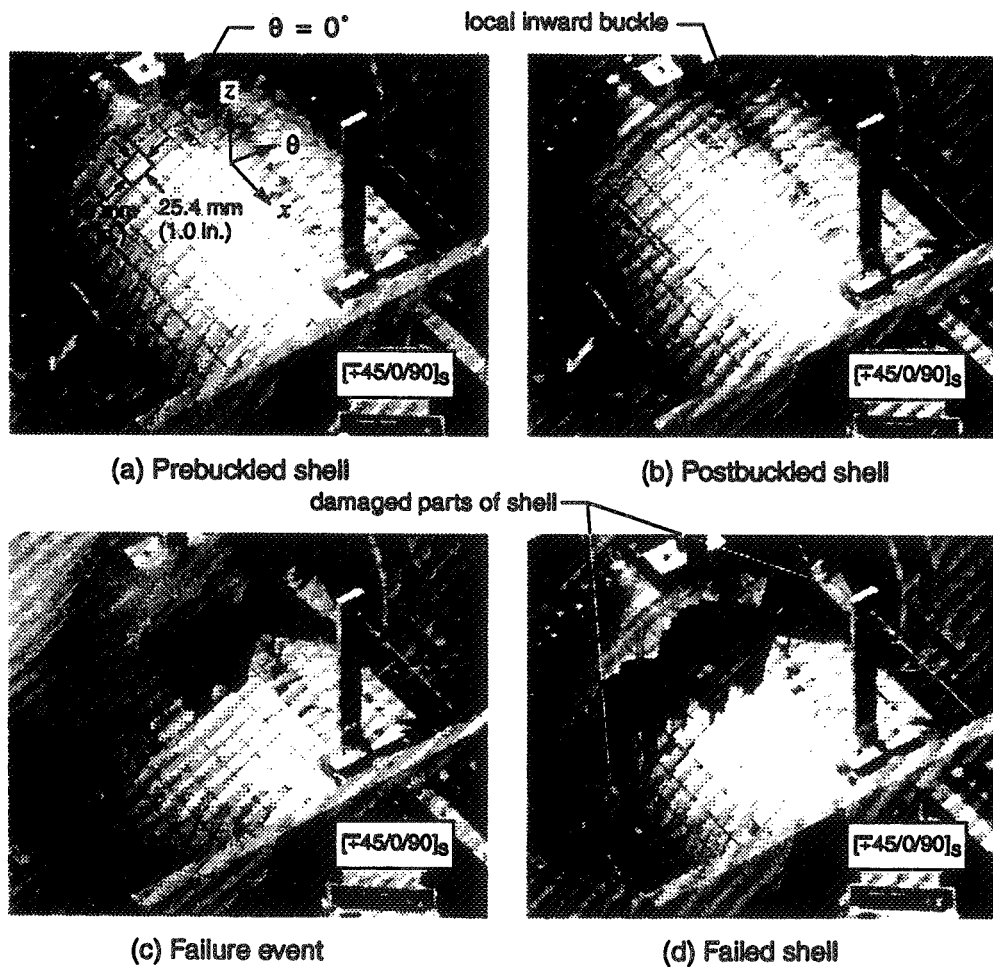 θ = 0°
local inward buckle
z
θ
x
25.4 mm
(1.0 in.)
[∓45/0/90]s
[∓45/0/90]s
(a) Prebuckled shell
(b) Postbuckled shell
damaged parts of shell
[∓45/0/90]s
[∓45/0/90]s
(c) Failure event
(d) Failed shell